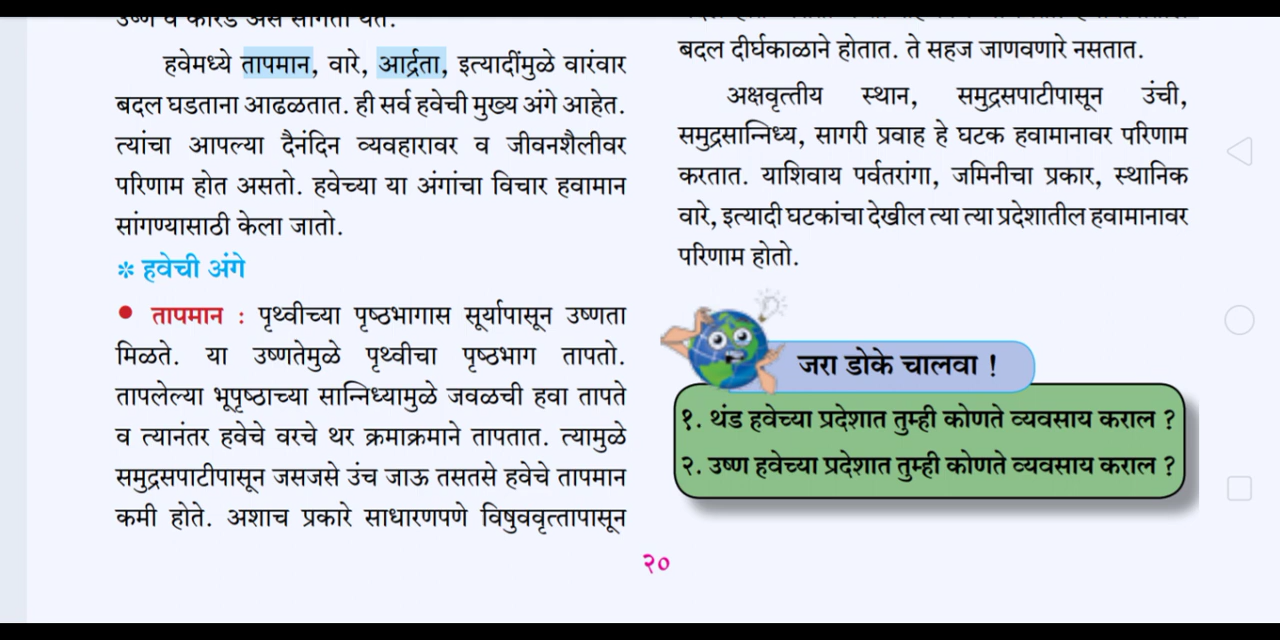 हवेमध्ये तापमान, वारे, आर्द्रता, इत्यादींमुळे वारंवार
बदल घडताना आढळतात. ही सर्व हवेची मुख्य अंगे आहेत.
त्यांचा आपल्या दैनंदिन व्यवहारावर व जीवनशैलीवर
परिणाम होत असतो. हवेच्या या अंगांचा विचार हवामान
सांगण्यासाठी केला जातो.
* हवेची अंगे
• तापमान : पृथ्वीच्या पृष्ठभागास सूर्यापासून उष्णता
मिळते. या उष्णतेमुळे पृथ्वीचा पृष्ठभाग तापतो.
तापलेल्या भूपृष्ठाच्या सान्निध्यामुळे जवळची हवा तापते
व त्यानंतर हवेचे वरचे थर क्रमाक्रमाने तापतात. त्यामुळे
समुद्रसपाटीपासून जसजसे उंच जाऊ तसतसे हवेचे तापमान
कमी होते. अशाच प्रकारे साधारणपणे विषुववृत्तापासून
बदल दीर्घकाळाने होतात. ते सहज जाणवणारे नसतात.
अक्षवृत्तीय स्थान, समुद्रसपाटीपासून उंची,
समुद्रसान्निध्य, सागरी प्रवाह हे घटक हवामानावर परिणाम
करतात. याशिवाय पर्वतरांगा, जमिनीचा प्रकार, स्थानिक
वारे, इत्यादी घटकांचा देखील त्या त्या प्रदेशातील हवामानावर
परिणाम होतो.
जरा डोके चालवा !
१. थंड हवेच्या प्रदेशात तुम्ही कोणते व्यवसाय कराल ?
२. उष्ण हवेच्या प्रदेशात तुम्ही कोणते व्यवसाय कराल ?
२०